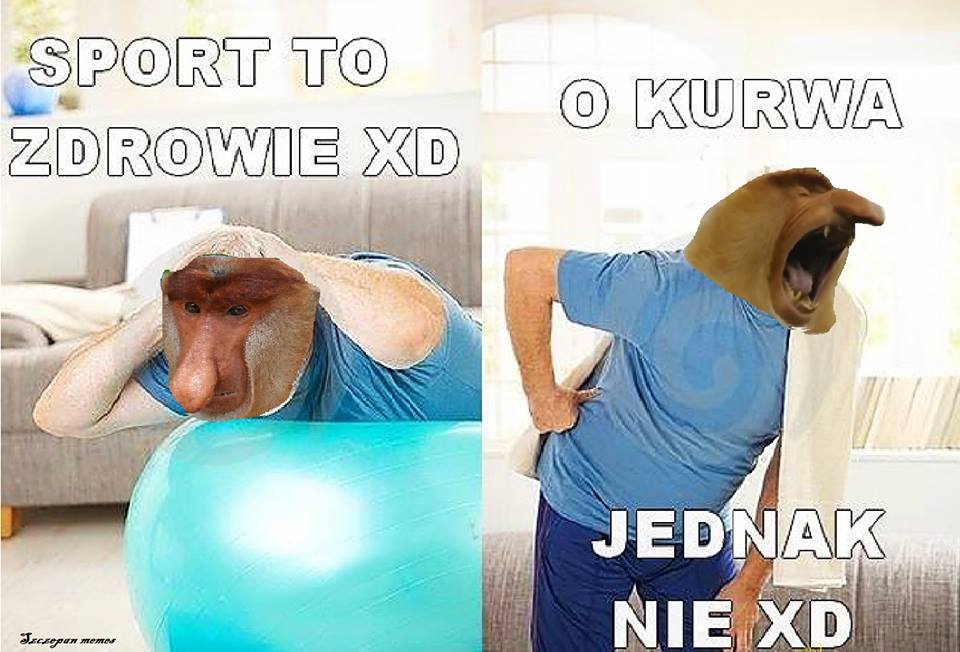 SPORT TO
ZDROWIE XD
O KURWA
JEDNAK
NIE XD
Szczepan memes